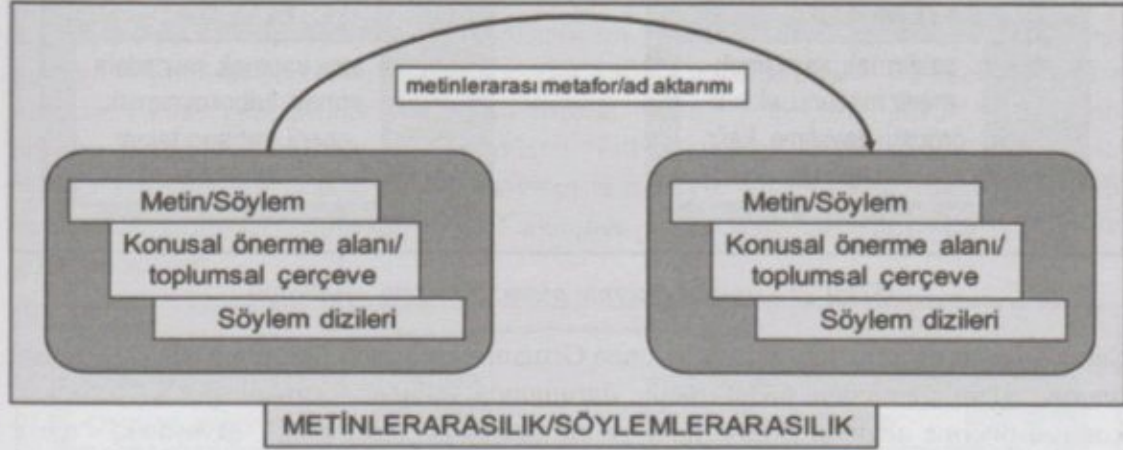 metinlerarası metafor/ad aktarımı
Metin/Söylem
Konusal önerme alanı/
toplumsal çerçeve
Söylem dizileri
Metin/Söylem
Konusal önerme alanı/
toplumsal çerçeve
Söylem dizileri
METİNLERARASILIK/SÖYLEMLERARASILIK